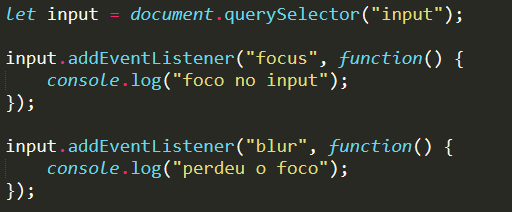 let input = document.querySelector("input");
input.addEventListener("focus", function() {
    console.log("foco no input");
});
input.addEventListener("blur", function() {
    console.log("perdeu o foco");
});